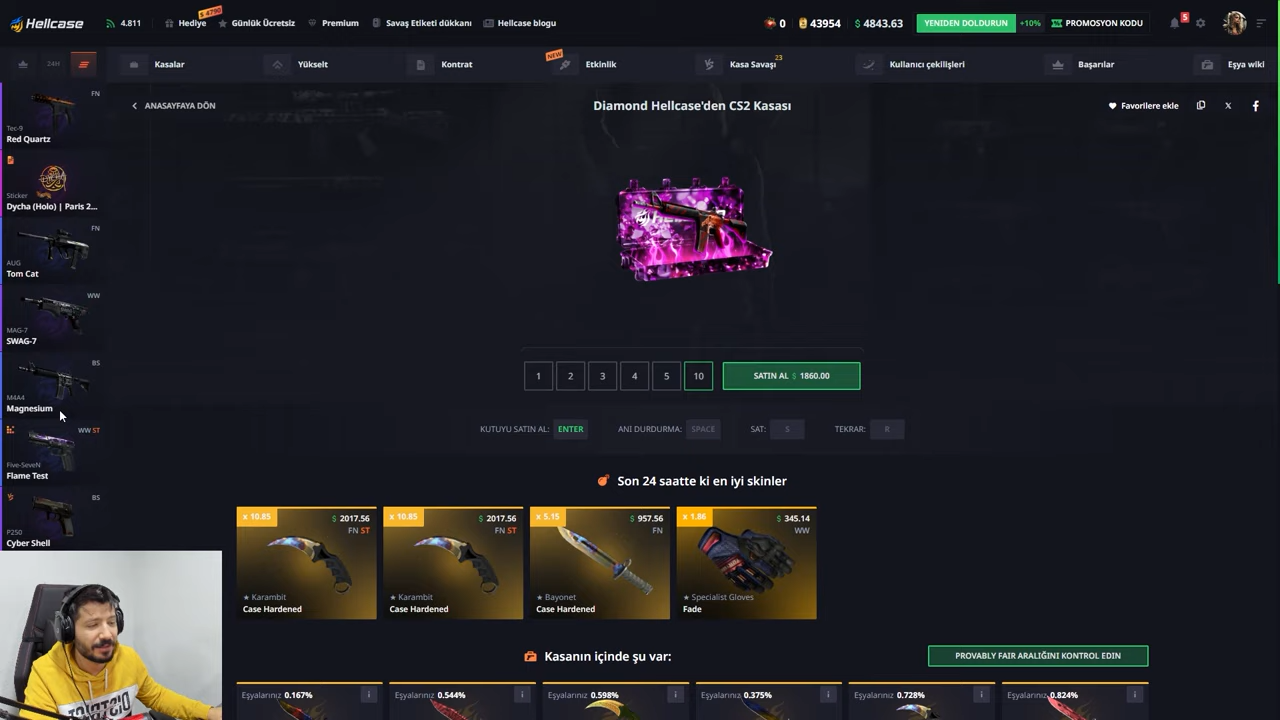 Hellcase
4.811
$ 4790
Hediye
Günlük Ücretsiz
Premium
Savaş Etiketi dükkanı
Hellcase blogu
0
43954
$ 4843.63
YENİDEN DOLDURUN
+10%
PROMOSYON KODU
5
24H
Kasalar
Yükselt
Kontrat
NEW
Etkinlik
Kasa Savaşı
23
Kullanıcı çekilişleri
Başarılar
Eşya wiki
ANASAYFAYA DÖN
Diamond Hellcase'den CS2 Kasası
Favorilere ekle
FN
Tec-9
Red Quartz
Sticker
Dycha (Holo) | Paris 2...
FN
AUG
Tom Cat
WW
MAG-7
SWAG-7
BS
M4A4
Magnesium
WW ST
Five-SeveN
Flame Test
BS
P250
Cyber Shell
1
2
3
4
5
10
SATIN AL $ 1860.00
KUTUYU SATIN AL: ENTER
ANI DURDURMA: SPACE
SAT: S
TEKRAR: R
Son 24 saatte ki en iyi skinler
x 10.85
$ 2017.56
FN ST
★ Karambit
Case Hardened
x 10.85
$ 2017.56
FN ST
★ Karambit
Case Hardened
x 5.15
$ 957.56
FN
★ Bayonet
Case Hardened
x 1.86
$ 345.14
WW
★ Specialist Gloves
Fade
Kasanın içinde şu var:
PROVABLY FAIR ARALIĞINI KONTROL EDIN
Eşyalarınız 0.167%
Eşyalarınız 0.544%
Eşyalarınız 0.598%
Eşyalarınız 0.375%
Eşyalarınız 0.728%
Eşyalarınız 0.824%